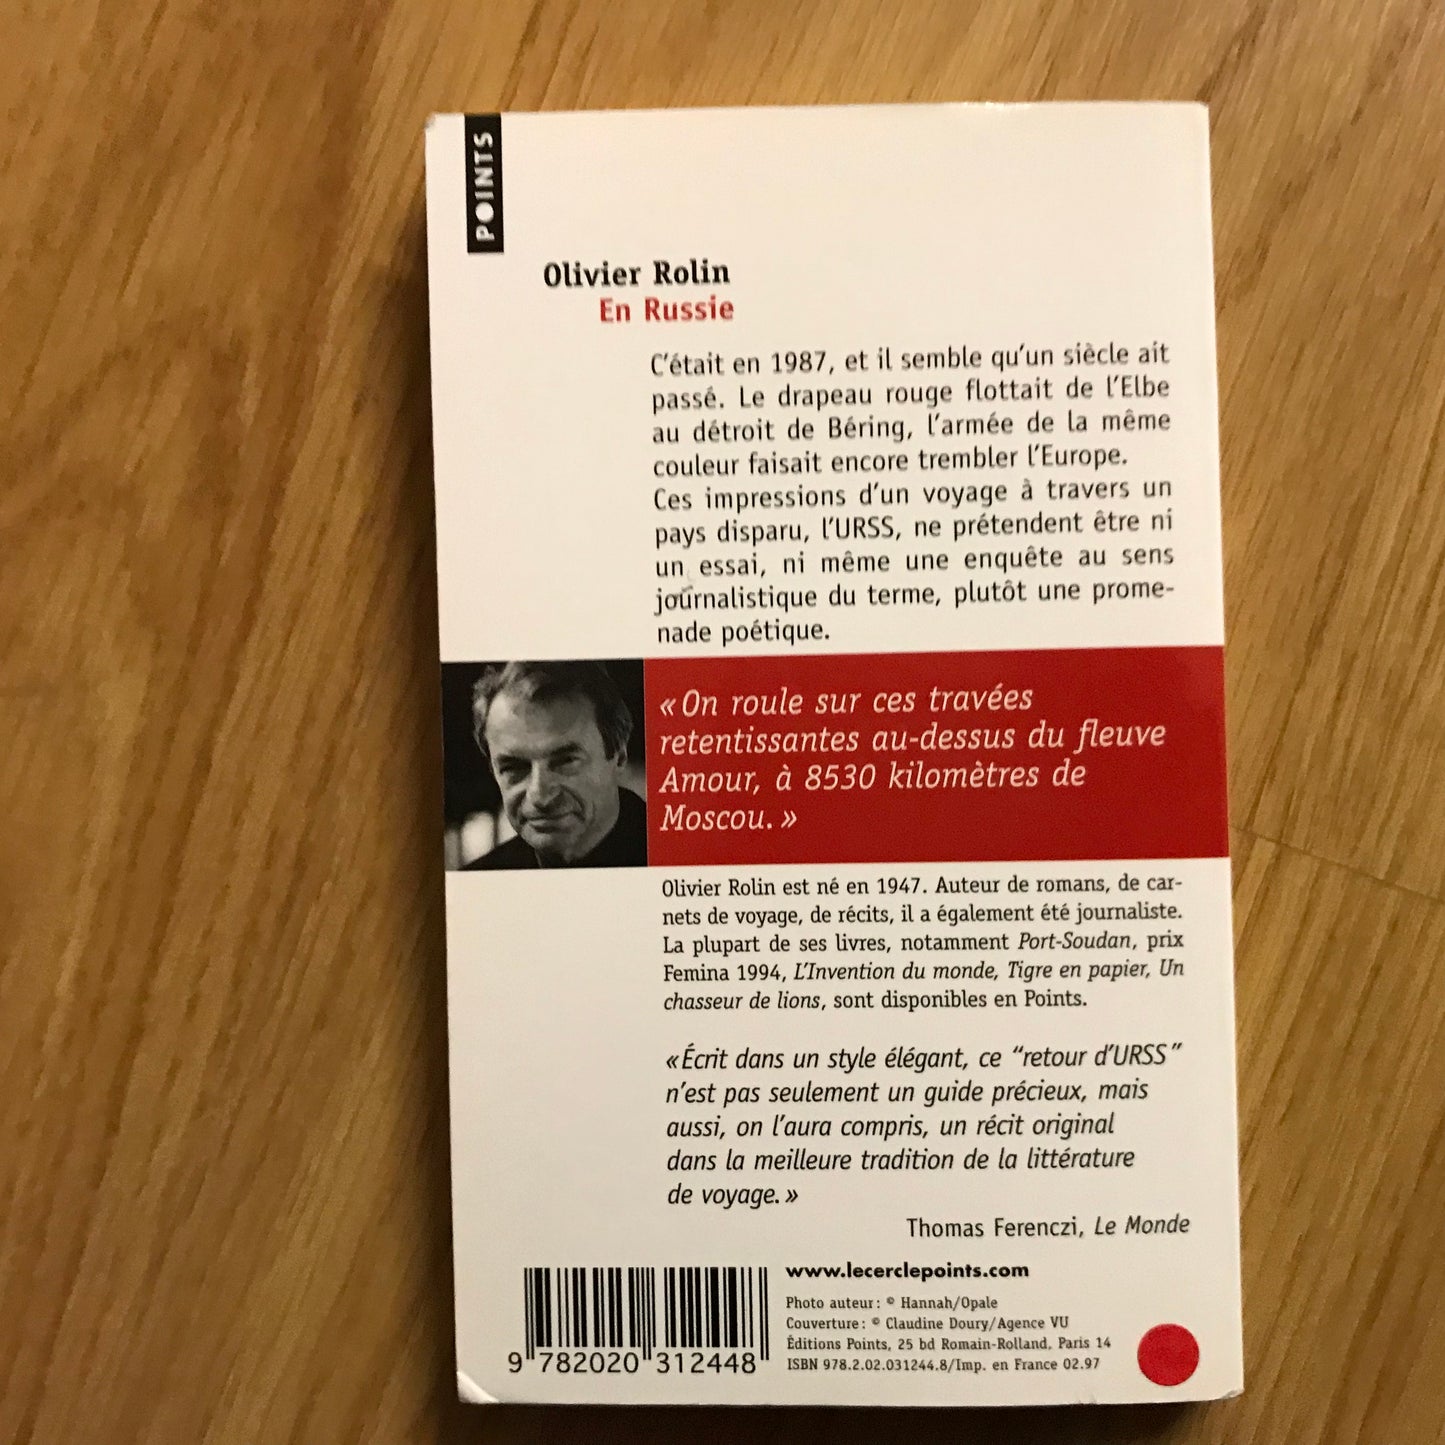 POINTS
Olivier Rolin
En Russie
C'était en 1987, et il semble qu'un siècle ait
passé. Le drapeau rouge flottait de l'Elbe
au détroit de Béring, l'armée de la même
couleur faisait encore trembler l'Europe.
Ces impressions d'un voyage à travers un
pays disparu, l'URSS, ne prétendent être ni
un essai, ni même une enquête au sens
journalistique du terme, plutôt une prome-
nade poétique.
« On roule sur ces travées
retentissantes au-dessus du fleuve
Amour, à 8530 kilomètres de
Moscou. »
Olivier Rolin est né en 1947. Auteur de romans, de car-
nets de voyage, de récits, il a également été journaliste.
La plupart de ses livres, notamment Port-Soudan, prix
Femina 1994, L'Invention du monde, Tigre en papier, Un
chasseur de lions, sont disponibles en Points.
« Écrit dans un style élégant, ce “retour d'URSS”
n'est pas seulement un guide précieux, mais
aussi, on l'aura compris, un récit original
dans la meilleure tradition de la littérature
de voyage. »
Thomas Ferenczi, Le Monde
www.lecerclepoints.com
Photo auteur : © Hannah/Opale
Couverture : © Claudine Doury/Agence VU
Éditions Points, 25 bd Romain-Rolland, Paris 14
ISBN 978.2.02.031244.8/Imp. en France 02.97
9 782020 312448